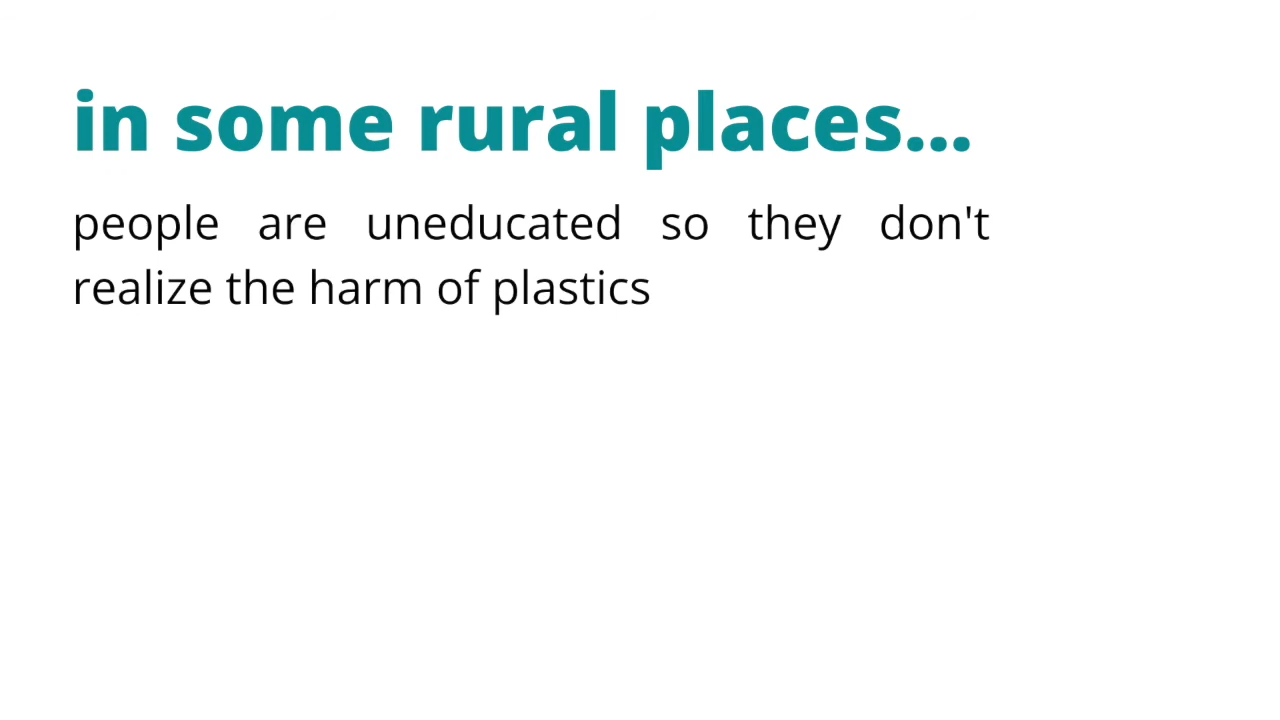 in some rural places...
people are uneducated so they don't
realize the harm of plastics